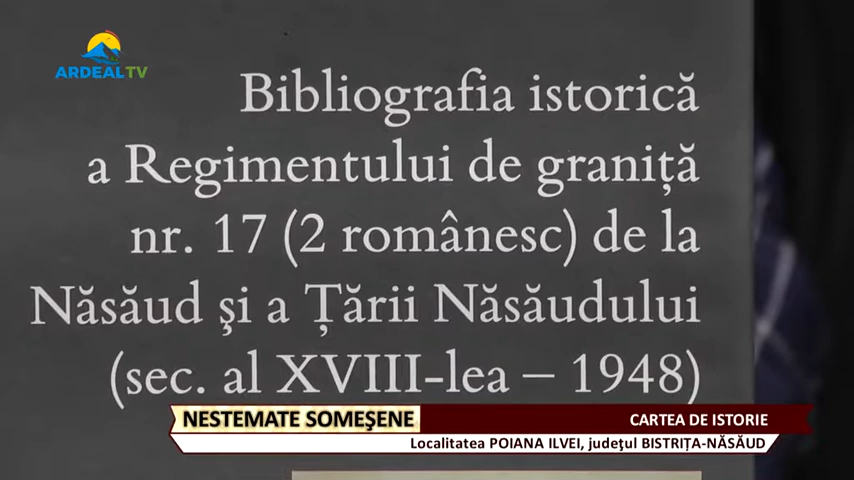 ARDEALTV
Bibliografia istorică
a Regimentului de graniță
nr. 17 (2 românesc) de la
Năsăud şi a Țării Năsăudului
(sec. al XVIII-lea – 1948)
NESTEMATE SOMEŞENE
CARTEA DE ISTORIE
Localitatea POIANA ILVEI, judeţul BISTRIȚA-NĂSĂUD